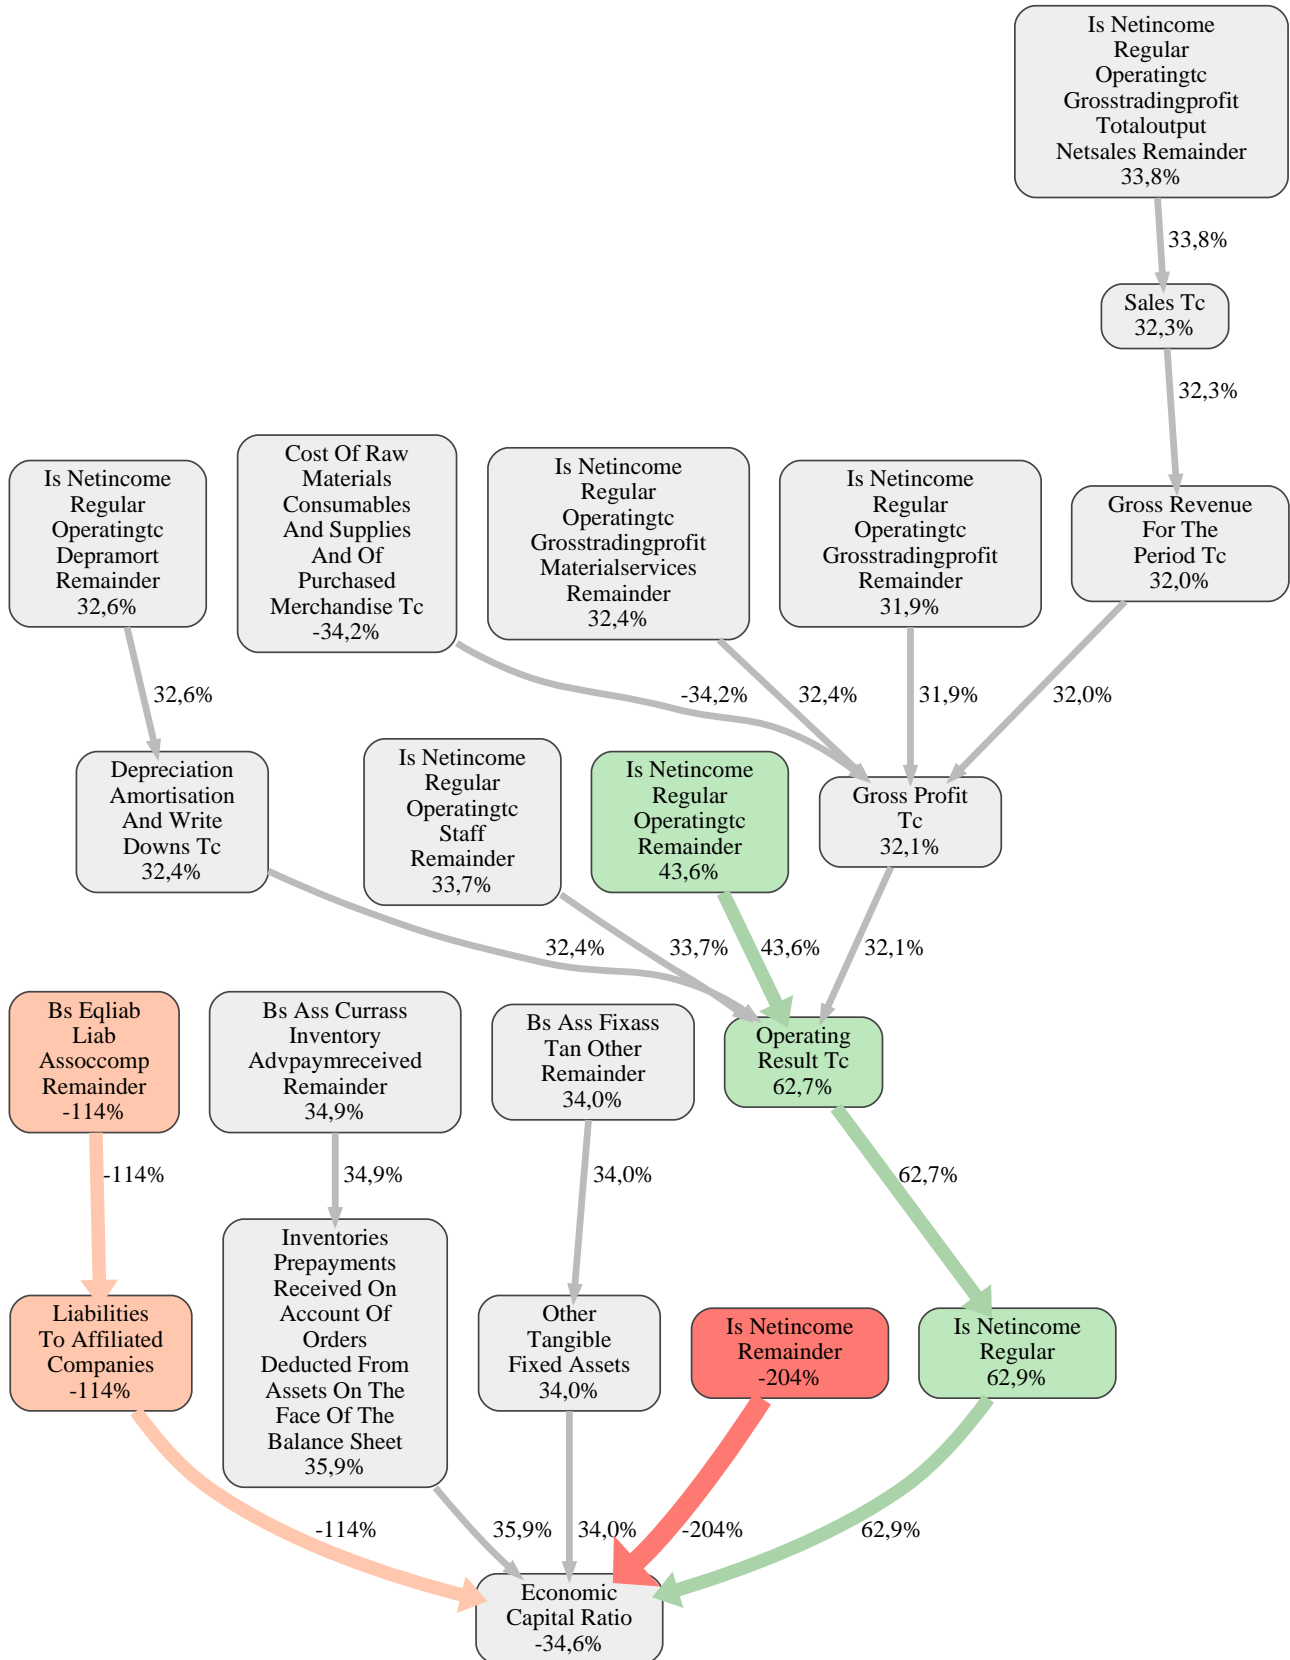 Is Netincome
Regular
Operatingtc
Grosstradingprofit
Totaloutput
Netsales Remainder
33,8%
33,8%
Sales Tc
32,3%
32,3%
Is Netincome
Regular
Operatingtc
Depramort
Remainder
32,6%
Cost Of Raw
Materials
Consumables
And Supplies
And Of
Purchased
Merchandise Tc
-34,2%
Is Netincome
Regular
Operatingtc
Grosstradingprofit
Materialservices
Remainder
32,4%
Is Netincome
Regular
Operatingtc
Grosstradingprofit
Remainder
31,9%
Gross Revenue
For The
Period Tc
32,0%
32,6%
-34,2%
32,4%
31,9%
32,0%
Depreciation
Amortisation
And Write
Downs Tc
32,4%
Is Netincome
Regular
Operatingtc
Staff
Remainder
33,7%
Is Netincome
Regular
Operatingtc
Remainder
43,6%
Gross Profit
Tc
32,1%
32,4%
33,7%
43,6%
32,1%
Bs Eqliab
Liab
Assoccomp
Remainder
-114%
Bs Ass Currass
Inventory
Advpaymreceived
Remainder
34,9%
Bs Ass Fixass
Tan Other
Remainder
34,0%
Operating
Result Tc
62,7%
-114%
34,9%
34,0%
62,7%
Liabilities
To Affiliated
Companies
-114%
Inventories
Prepayments
Received On
Account Of
Orders
Deducted From
Assets On The
Face Of The
Balance Sheet
35,9%
Other
Tangible
Fixed Assets
34,0%
Is Netincome
Remainder
-204%
Is Netincome
Regular
62,9%
-114%
35,9%
34,0%
-204%
62,9%
Economic
Capital Ratio
-34,6%